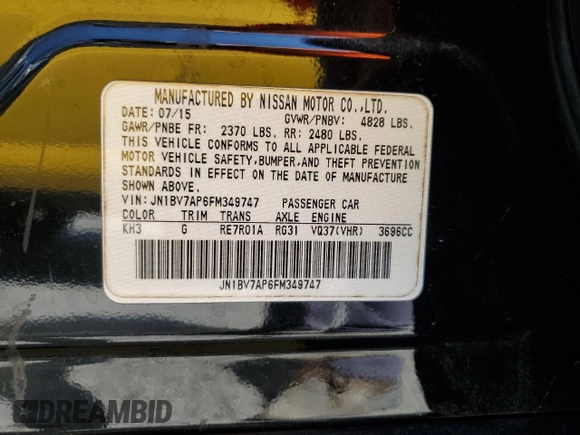 MANUFACTURED BY NISSAN MOTOR CO.,LTD.
DATE: 07/15 GVWR/PNBV: 4828 LBS.
GAWR/PNBE FR: 2370 LBS. RR: 2480 LBS.
THIS VEHICLE CONFORMS TO ALL APPLICABLE FEDERAL
MOTOR VEHICLE SAFETY,BUMPER,AND THEFT PREVENTION
STANDARDS IN EFFECT ON THE DATE OF MANUFACTURE
SHOWN ABOVE.
VIN: JN1BV7AP6FM349747 PASSENGER CAR
COLOR TRIM TRANS AXLE ENGINE
KH3 G RE7R01A RG31 VQ37(VHR) 3696CC
JN1BV7AP6FM349747
DREAMBID